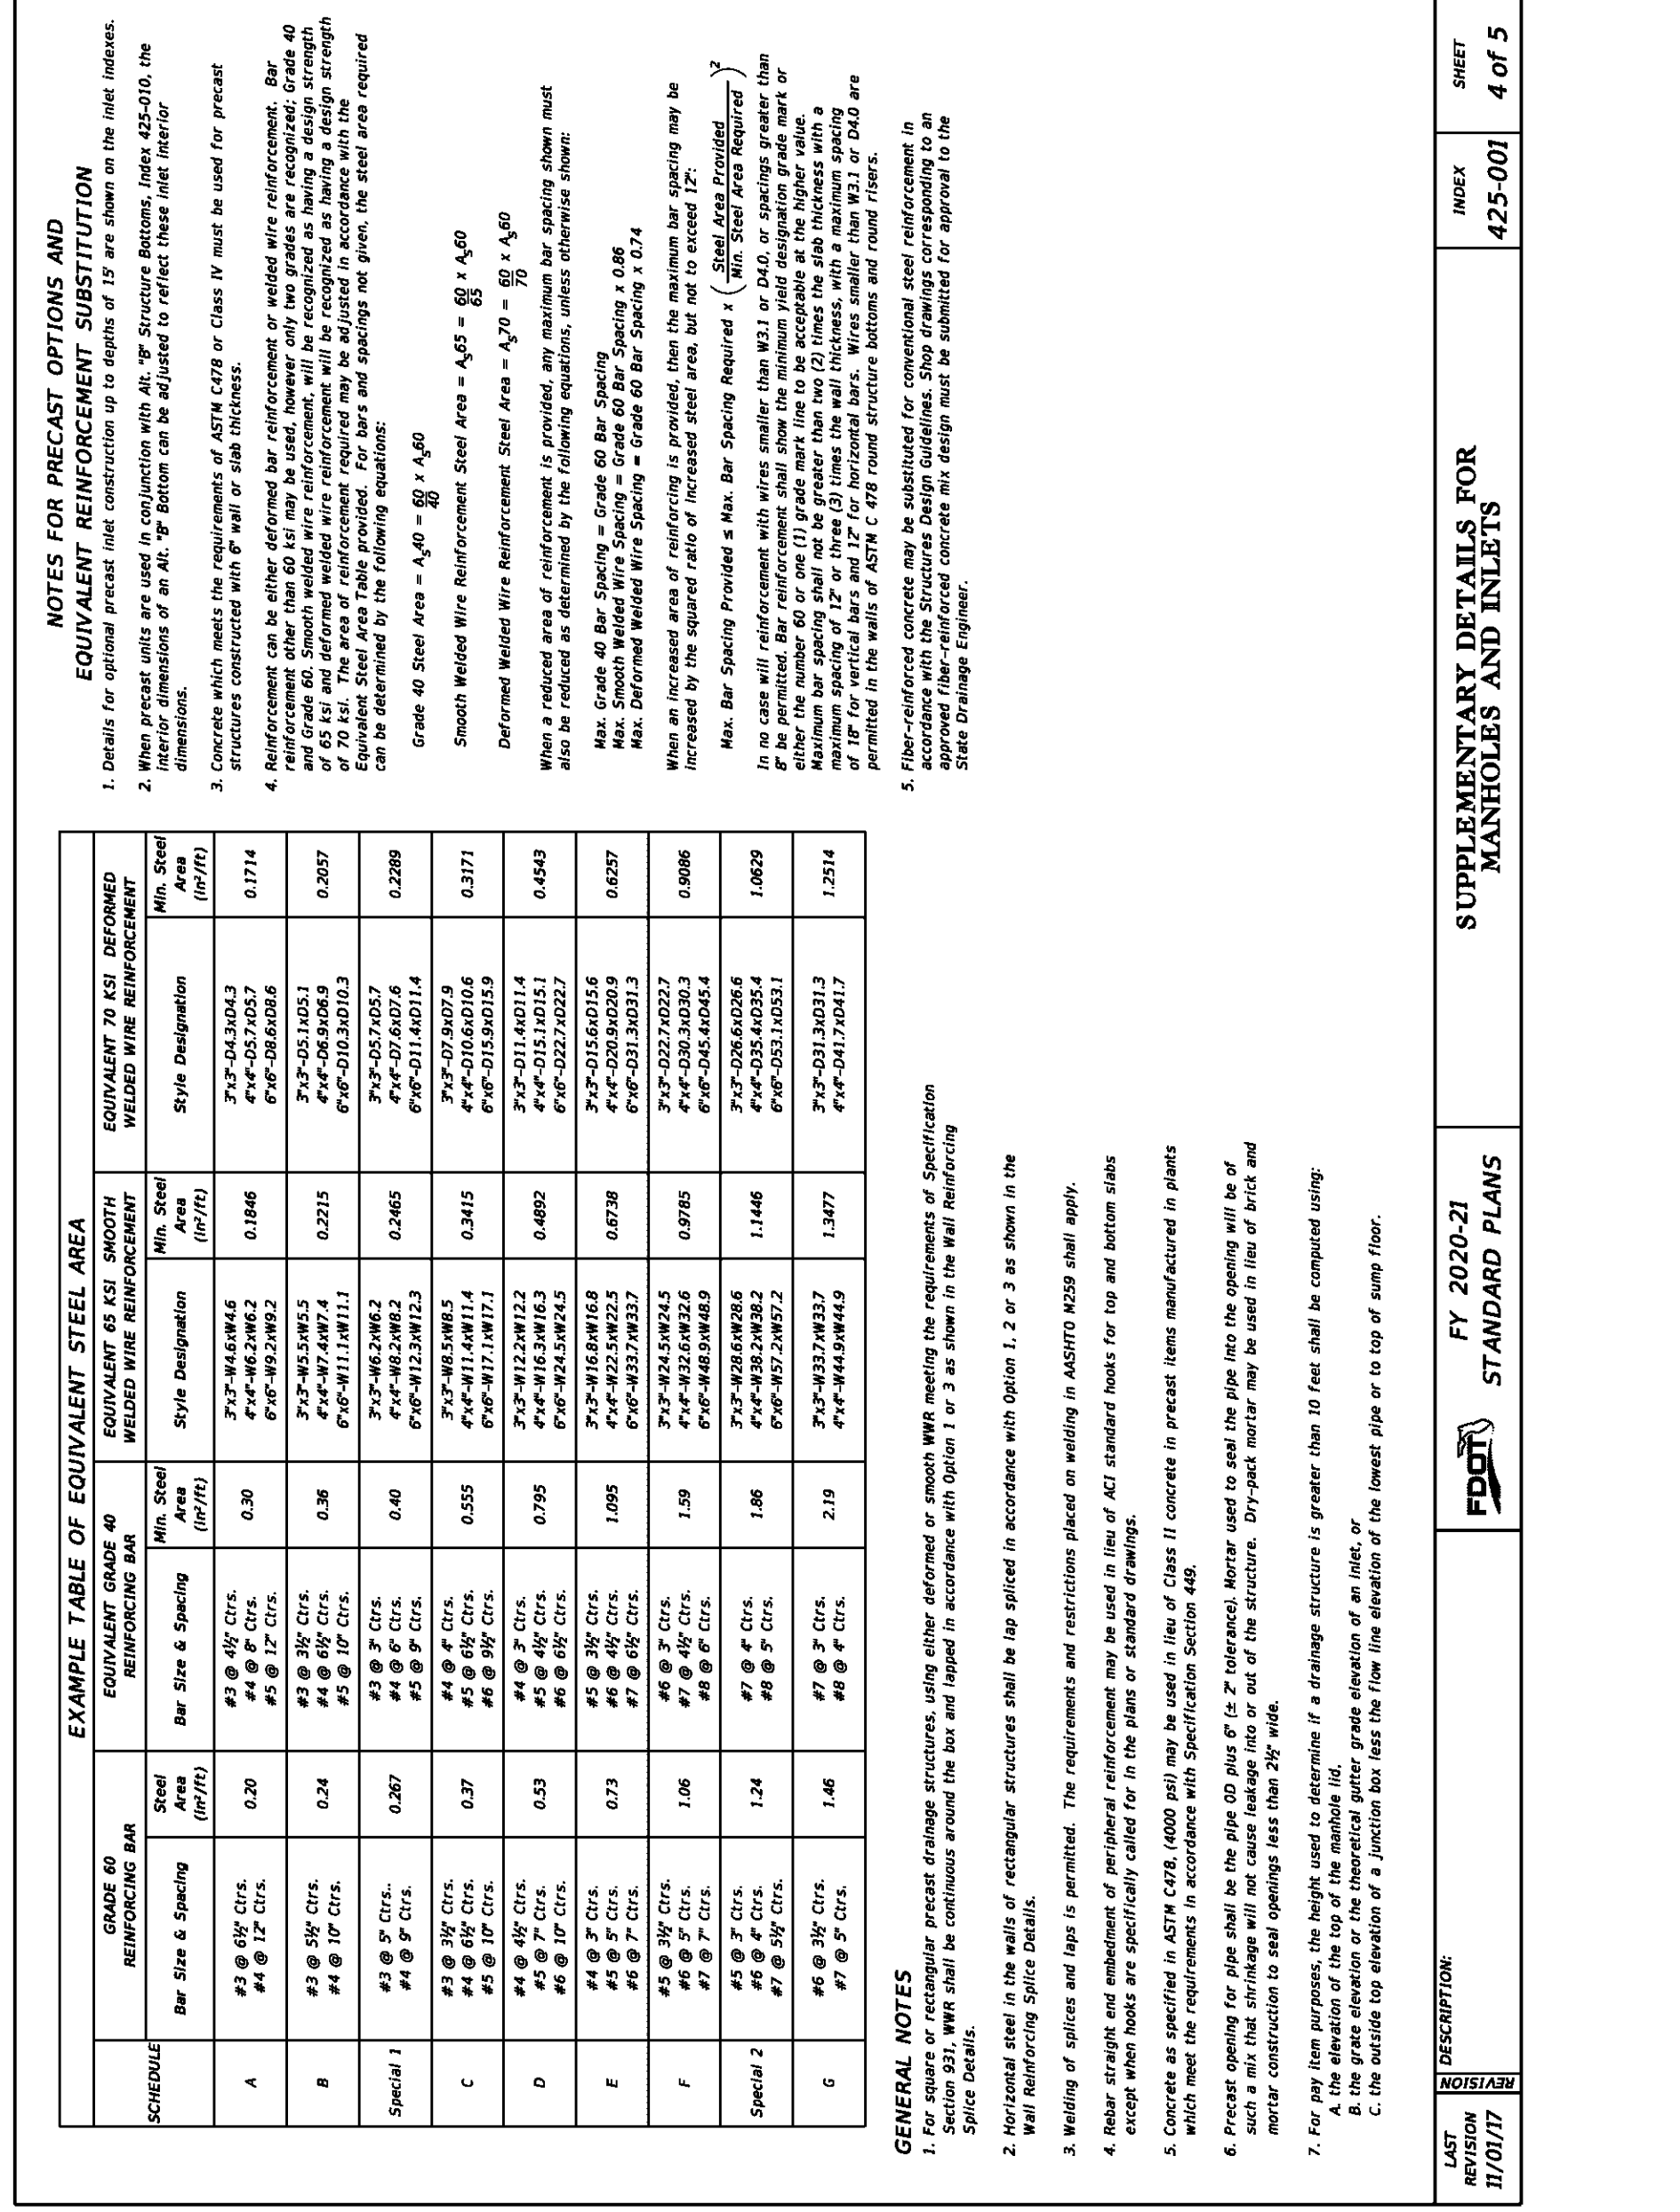 EXAMPLE TABLE OF EQUIVALENT STEEL AREA
SCHEDULE
GRADE 60
REINFORCING BAR
EQUIVALENT GRADE 40
REINFORCING BAR
EQUIVALENT 65 KSI SMOOTH
WELDED WIRE REINFORCEMENT
EQUIVALENT 70 KSI DEFORMED
WELDED WIRE REINFORCEMENT
Bar Size & Spacing
Steel
Area
(in²/ft)
Bar Size & Spacing
Min. Steel
Area
(in²/ft)
Style Designation
Min. Steel
Area
(in²/ft)
Style Designation
Min. Steel
Area
(in²/ft)
A
#3 @ 6½" Ctrs.
#4 @ 12" Ctrs.
0.20
#3 @ 4½" Ctrs.
#4 @ 8" Ctrs.
#5 @ 12" Ctrs.
0.30
3"x3"-W4.6xW4.6
4"x4"-W6.2xW6.2
6"x6"-W9.2xW9.2
0.1846
3"x3"-D4.3xD4.3
4"x4"-D5.7xD5.7
6"x6"-D8.6xD8.6
0.1714
B
#3 @ 5½" Ctrs.
#4 @ 10" Ctrs.
0.24
#3 @ 3½" Ctrs.
#4 @ 6½" Ctrs.
#5 @ 10" Ctrs.
0.36
3"x3"-W5.5xW5.5
4"x4"-W7.4xW7.4
6"x6"-W11.1xW11.1
0.2215
3"x3"-D5.1xD5.1
4"x4"-D6.9xD6.9
6"x6"-D10.3xD10.3
0.2057
Special 1
#3 @ 5" Ctrs..
#4 @ 9" Ctrs.
0.267
#3 @ 3" Ctrs.
#4 @ 6" Ctrs.
#5 @ 9" Ctrs.
0.40
3"x3"-W6.2xW6.2
4"x4"-W8.2xW8.2
6"x6"-W12.3xW12.3
0.2465
3"x3"-D5.7xD5.7
4"x4"-D7.6xD7.6
6"x6"-D11.4xD11.4
0.2289
C
#3 @ 3½" Ctrs.
#4 @ 6½" Ctrs.
#5 @ 10" Ctrs.
0.37
#4 @ 4" Ctrs.
#5 @ 6½" Ctrs.
#6 @ 9½" Ctrs.
0.555
3"x3"-W8.5xW8.5
4"x4"-W11.4xW11.4
6"x6"-W17.1xW17.1
0.3415
3"x3"-D7.9xD7.9
4"x4"-D10.6xD10.6
6"x6"-D15.9xD15.9
0.3171
D
#4 @ 4½" Ctrs.
#5 @ 7" Ctrs.
#6 @ 10" Ctrs.
0.53
#4 @ 3" Ctrs.
#5 @ 4½" Ctrs.
#6 @ 6½" Ctrs.
0.795
3"x3"-W12.2xW12.2
4"x4"-W16.3xW16.3
6"x6"-W24.5xW24.5
0.4892
3"x3"-D11.4xD11.4
4"x4"-D15.1xD15.1
6"x6"-D22.7xD22.7
0.4543
E
#4 @ 3" Ctrs.
#5 @ 5" Ctrs.
#6 @ 7" Ctrs.
0.73
#5 @ 3½" Ctrs.
#6 @ 4½" Ctrs.
#7 @ 6½" Ctrs.
1.095
3"x3"-W16.8xW16.8
4"x4"-W22.5xW22.5
6"x6"-W33.7xW33.7
0.6738
3"x3"-D15.6xD15.6
4"x4"-D20.9xD20.9
6"x6"-D31.3xD31.3
0.6257
F
#5 @ 3½" Ctrs.
#6 @ 5" Ctrs.
#7 @ 7" Ctrs.
1.06
#6 @ 3" Ctrs.
#7 @ 4½" Ctrs.
#8 @ 6" Ctrs.
1.59
3"x3"-W24.5xW24.5
4"x4"-W32.6xW32.6
6"x6"-W48.9xW48.9
0.9785
3"x3"-D22.7xD22.7
4"x4"-D30.3xD30.3
6"x6"-D45.4xD45.4
0.9086
Special 2
#5 @ 3" Ctrs.
#6 @ 4" Ctrs.
#7 @ 5½" Ctrs.
1.24
#7 @ 4" Ctrs.
#8 @ 5" Ctrs.
1.86
3"x3"-W28.6xW28.6
4"x4"-W38.2xW38.2
6"x6"-W57.2xW57.2
1.1446
3"x3"-D26.6xD26.6
4"x4"-D35.4xD35.4
6"x6"-D53.1xD53.1
1.0629
G
#6 @ 3½" Ctrs.
#7 @ 5" Ctrs.
1.46
#7 @ 3" Ctrs.
#8 @ 4" Ctrs.
2.19
3"x3"-W33.7xW33.7
4"x4"-W44.9xW44.9
1.3477
3"x3"-D31.3xD31.3
4"x4"-D41.7xD41.7
1.2514
GENERAL NOTES
1. For square or rectangular precast drainage structures, using either deformed or smooth WWR meeting the requirements of Specification
Section 931, WWR shall be continuous around the box and lapped in accordance with Option 1 or 3 as shown in the Wall Reinforcing
Splice Details.
2. Horizontal steel in the walls of rectangular structures shall be lap spliced in accordance with Option 1, 2 or 3 as shown in the
Wall Reinforcing Splice Details.
3. Welding of splices and laps is permitted. The requirements and restrictions placed on welding in AASHTO M259 shall apply.
4. Rebar straight end embedment of peripheral reinforcement may be used in lieu of ACI standard hooks for top and bottom slabs
except when hooks are specifically called for in the plans or standard drawings.
5. Concrete as specified in ASTM C478, (4000 psi) may be used in lieu of Class II concrete in precast items manufactured in plants
which meet the requirements in accordance with Specification Section 449.
6. Precast opening for pipe shall be the pipe OD plus 6" (± 2" tolerance). Mortar used to seal the pipe into the opening will be of
such a mix that shrinkage will not cause leakage into or out of the structure. Dry-pack mortar may be used in lieu of brick and
mortar construction to seal openings less than 2½" wide.
7. For pay item purposes, the height used to determine if a drainage structure is greater than 10 feet shall be computed using:
A. the elevation of the top of the manhole lid.
B. the grate elevation or the theoretical gutter grade elevation of an inlet, or
C. the outside top elevation of a junction box less the flow line elevation of the lowest pipe or to top of sump floor.
NOTES FOR PRECAST OPTIONS AND
EQUIVALENT REINFORCEMENT SUBSTITUTION
1. Details for optional precast inlet construction up to depths of 15' are shown on the inlet indexes.
2. When precast units are used in conjunction with Alt. "B" Structure Bottoms, Index 425-010, the
interior dimensions of an Alt. "B" Bottom can be adjusted to reflect these inlet interior
dimensions.
3. Concrete which meets the requirements of ASTM C478 or Class IV must be used for precast
structures constructed with 6" wall or slab thickness.
4. Reinforcement can be either deformed bar reinforcement or welded wire reinforcement. Bar
reinforcement other than 60 ksi may be used, however only two grades are recognized; Grade 40
and Grade 60. Smooth welded wire reinforcement, will be recognized as having a design strength
of 65 ksi and deformed welded wire reinforcement will be recognized as having a design strength
of 70 ksi. The area of reinforcement required may be adjusted in accordance with the
Equivalent Steel Area Table provided. For bars and spacings not given, the steel area required
can be determined by the following equations:
Grade 40 Steel Area = As40 = 60/40 x As60
Smooth Welded Wire Reinforcement Steel Area = As65 = 60/65 x As60
Deformed Welded Wire Reinforcement Steel Area = As70 = 60/70 x As60
When a reduced area of reinforcement is provided, any maximum bar spacing shown must
also be reduced as determined by the following equations, unless otherwise shown:
Max. Grade 40 Bar Spacing = Grade 60 Bar Spacing
Max. Smooth Welded Wire Spacing = Grade 60 Bar Spacing x 0.86
Max. Deformed Welded Wire Spacing = Grade 60 Bar Spacing x 0.74
When an increased area of reinforcing is provided, then the maximum bar spacing may be
increased by the squared ratio of increased steel area, but not to exceed 12":
Max. Bar Spacing Provided ≤ Max. Bar Spacing Required x (Steel Area Provided / Min. Steel Area Required)²
In no case will reinforcement with wires smaller than W3.1 or D4.0, or spacings greater than
8" be permitted. Bar reinforcement shall show the minimum yield designation grade mark or
either the number 60 or one (1) grade mark line to be acceptable at the higher value.
Maximum bar spacing shall not be greater than two (2) times the slab thickness with a
maximum spacing of 12" or three (3) times the wall thickness, with a maximum spacing
of 18" for vertical bars and 12" for horizontal bars. Wires smaller than W3.1 or D4.0 are
permitted in the walls of ASTM C 478 round structure bottoms and round risers.
5. Fiber-reinforced concrete may be substituted for conventional steel reinforcement in
accordance with the Structures Design Guidelines. Shop drawings corresponding to an
approved fiber-reinforced concrete mix design must be submitted for approval to the
State Drainage Engineer.
LAST
REVISION
11/01/17
REVISION
DESCRIPTION:
FDOT
FY 2020-21
STANDARD PLANS
SUPPLEMENTARY DETAILS FOR
MANHOLES AND INLETS
INDEX
425-001
SHEET
4 of 5